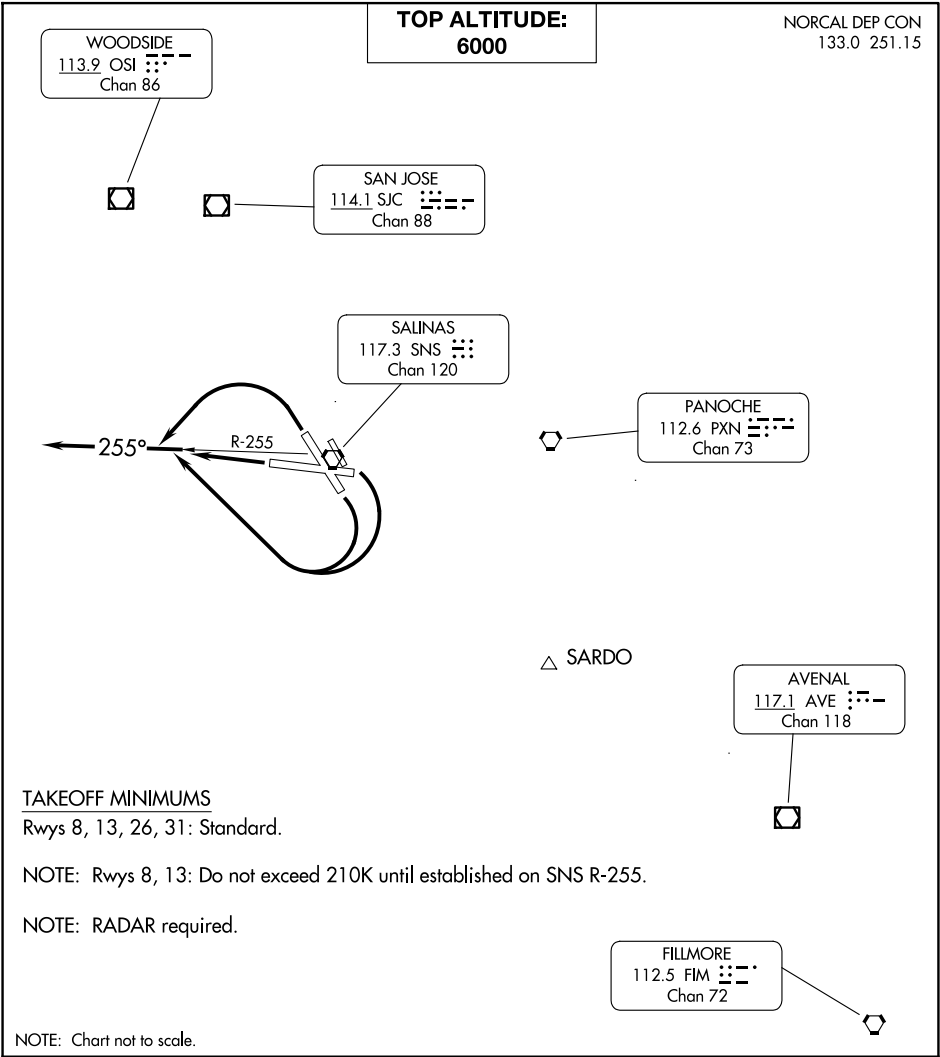 TOP ALTITUDE:
6000
NORCAL DEP CON
133.0 251.15
WOODSIDE
113.9 OSI
Chan 86
SAN JOSE
114.1 SJC
Chan 88
SALINAS
117.3 SNS
Chan 120
PANOCHE
112.6 PXN
Chan 73
255°
R-255
SARDO
AVENAL
117.1 AVE
Chan 118
TAKEOFF MINIMUMS
Rwys 8, 13, 26, 31: Standard.
NOTE: Rwys 8, 13: Do not exceed 210K until established on SNS R-255.
NOTE: RADAR required.
FILLMORE
112.5 FIM
Chan 72
NOTE: Chart not to scale.